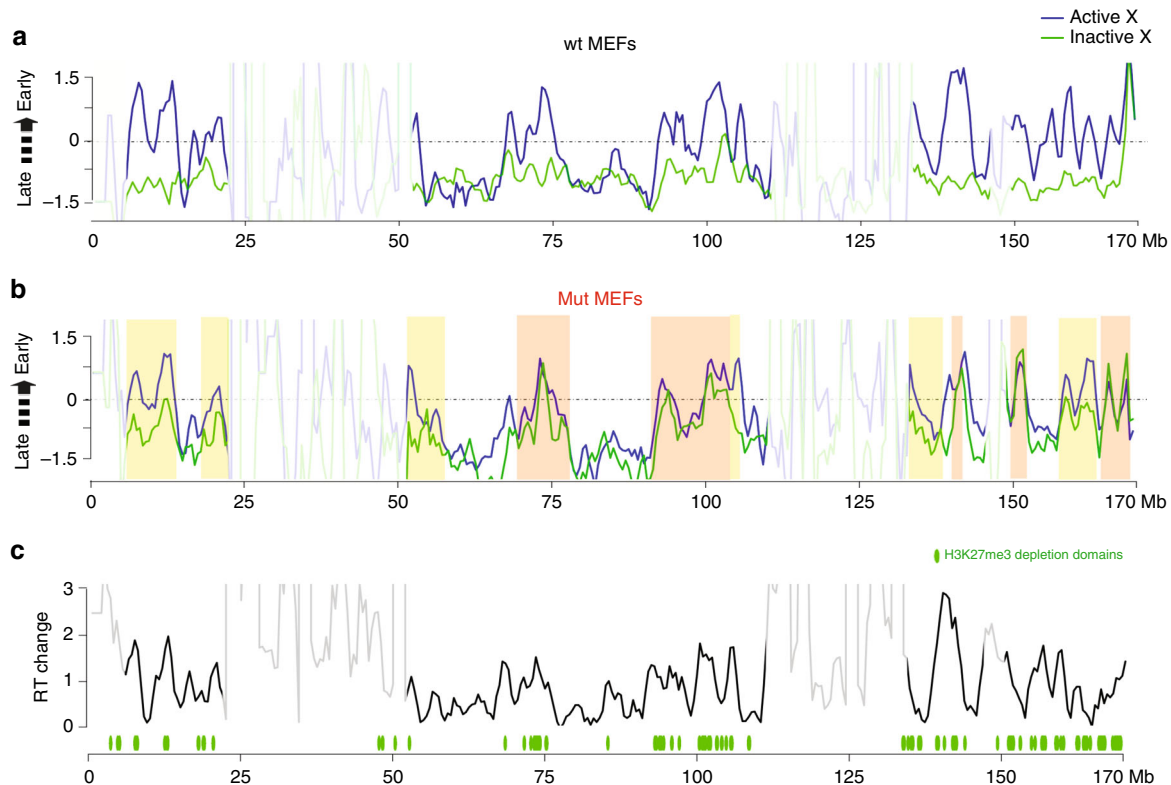 a
wt MEFs
Active X
Inactive X
Late Early
1.5
0
−1.5
0 25 50 75 100 125 150 170 Mb
b
Mut MEFs
Late Early
1.5
0
−1.5
0 25 50 75 100 125 150 170 Mb
c
H3K27me3 depletion domains
RT change
3
2
1
0
0 25 50 75 100 125 150 170 Mb